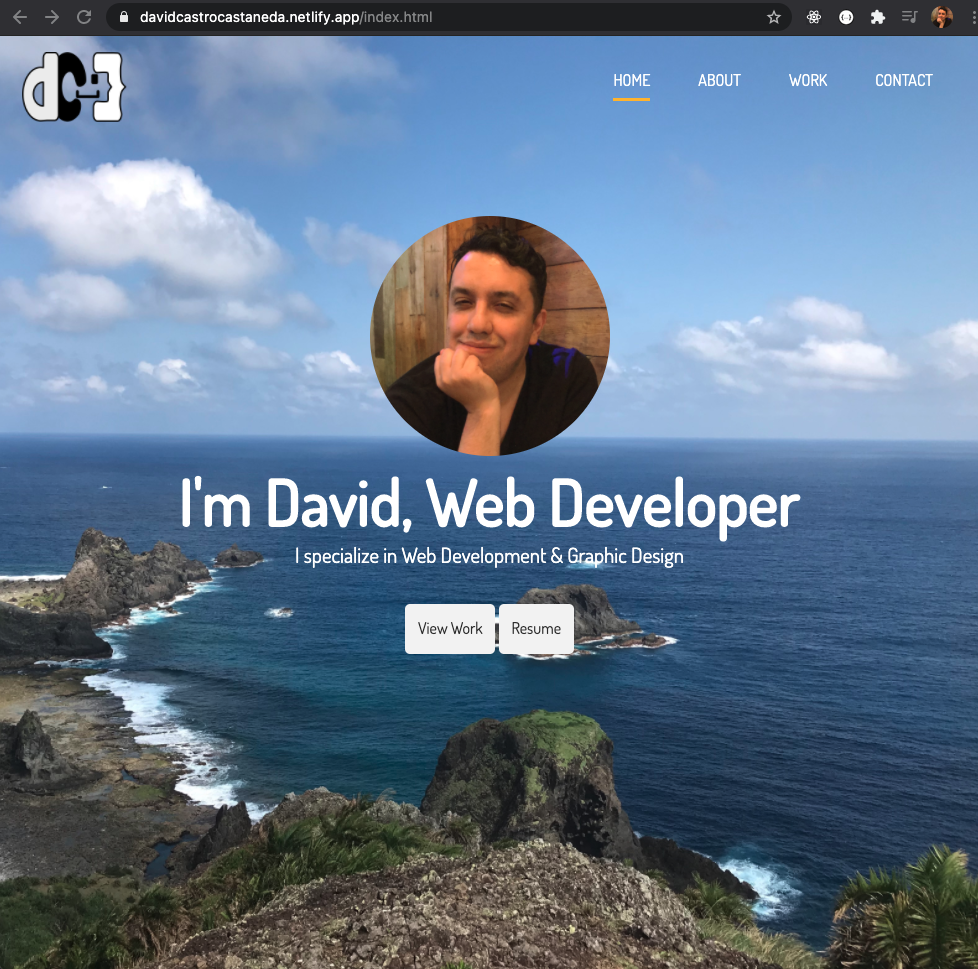 davidcastrocastaneda.netlify.app/index.html
dc:-}
HOME ABOUT WORK CONTACT
I'm David, Web Developer
I specialize in Web Development & Graphic Design
View Work Resume